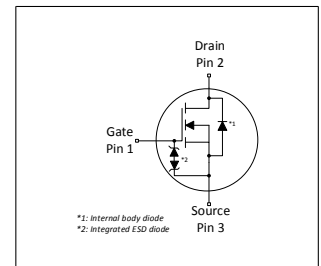 Drain
Pin 2
*1
Gate
Pin 1
*2
Source
Pin 3
*1: Internal body diode
*2: Integrated ESD diode